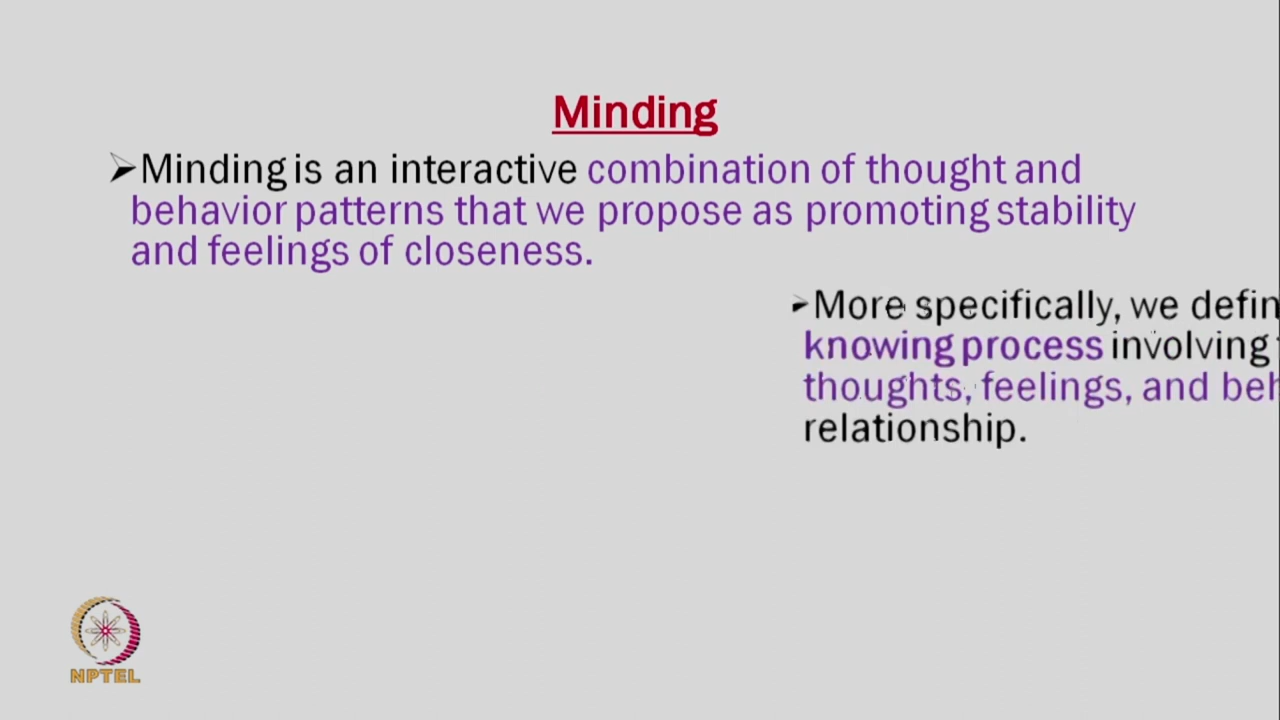 Minding
➢Minding is an interactive combination of thought and
behavior patterns that we propose as promoting stability
and feelings of closeness.
➢More specifically, we defin
knowing process involving
thoughts, feelings, and beh
relationship.
NPTEL